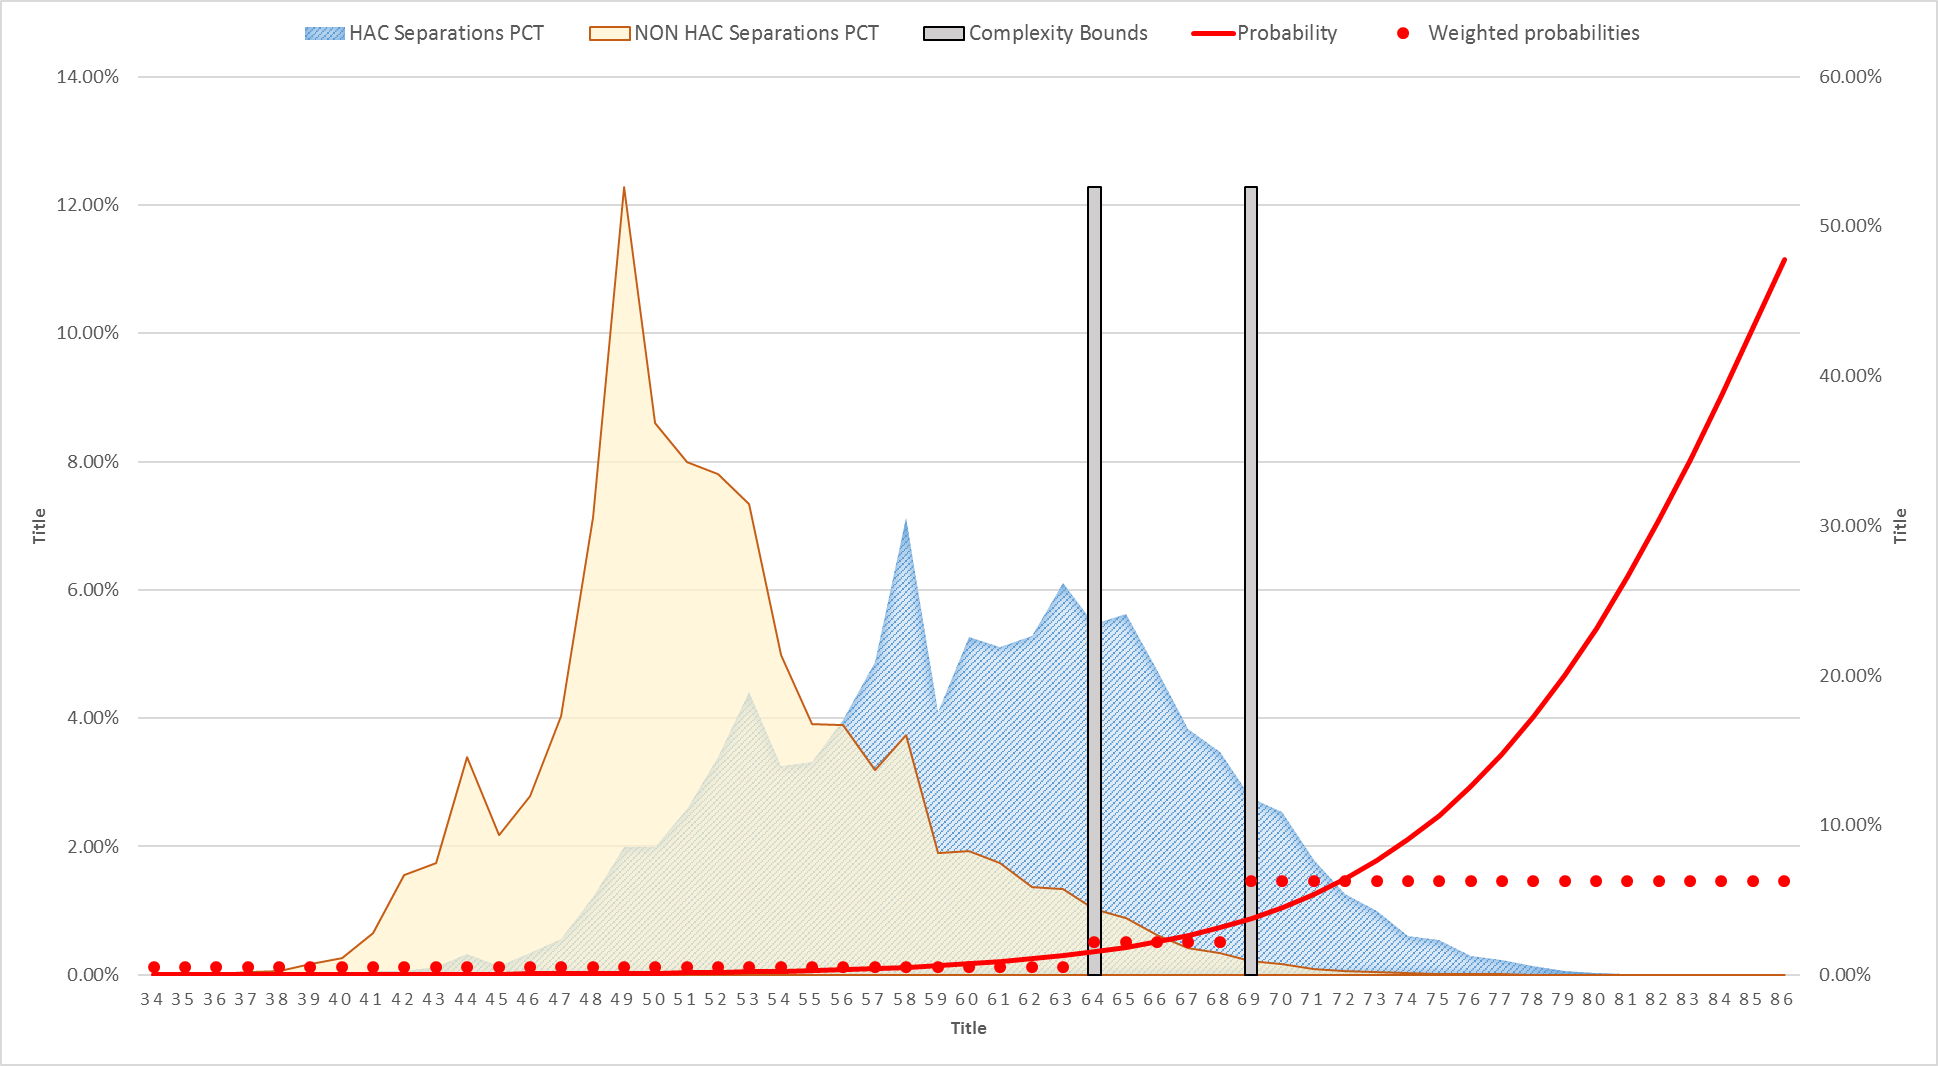 HAC Separations PCT NON HAC Separations PCT Complexity Bounds Probability Weighted probabilities
14.00% 60.00%
12.00% 50.00%
10.00% 40.00%
8.00% 30.00%
6.00% 20.00%
4.00% 10.00%
2.00% 0.00%
0.00%
Title
Title
34 35 36 37 38 39 40 41 42 43 44 45 46 47 48 49 50 51 52 53 54 55 56 57 58 59 60 61 62 63 64 65 66 67 68 69 70 71 72 73 74 75 76 77 78 79 80 81 82 83 84 85 86
Title